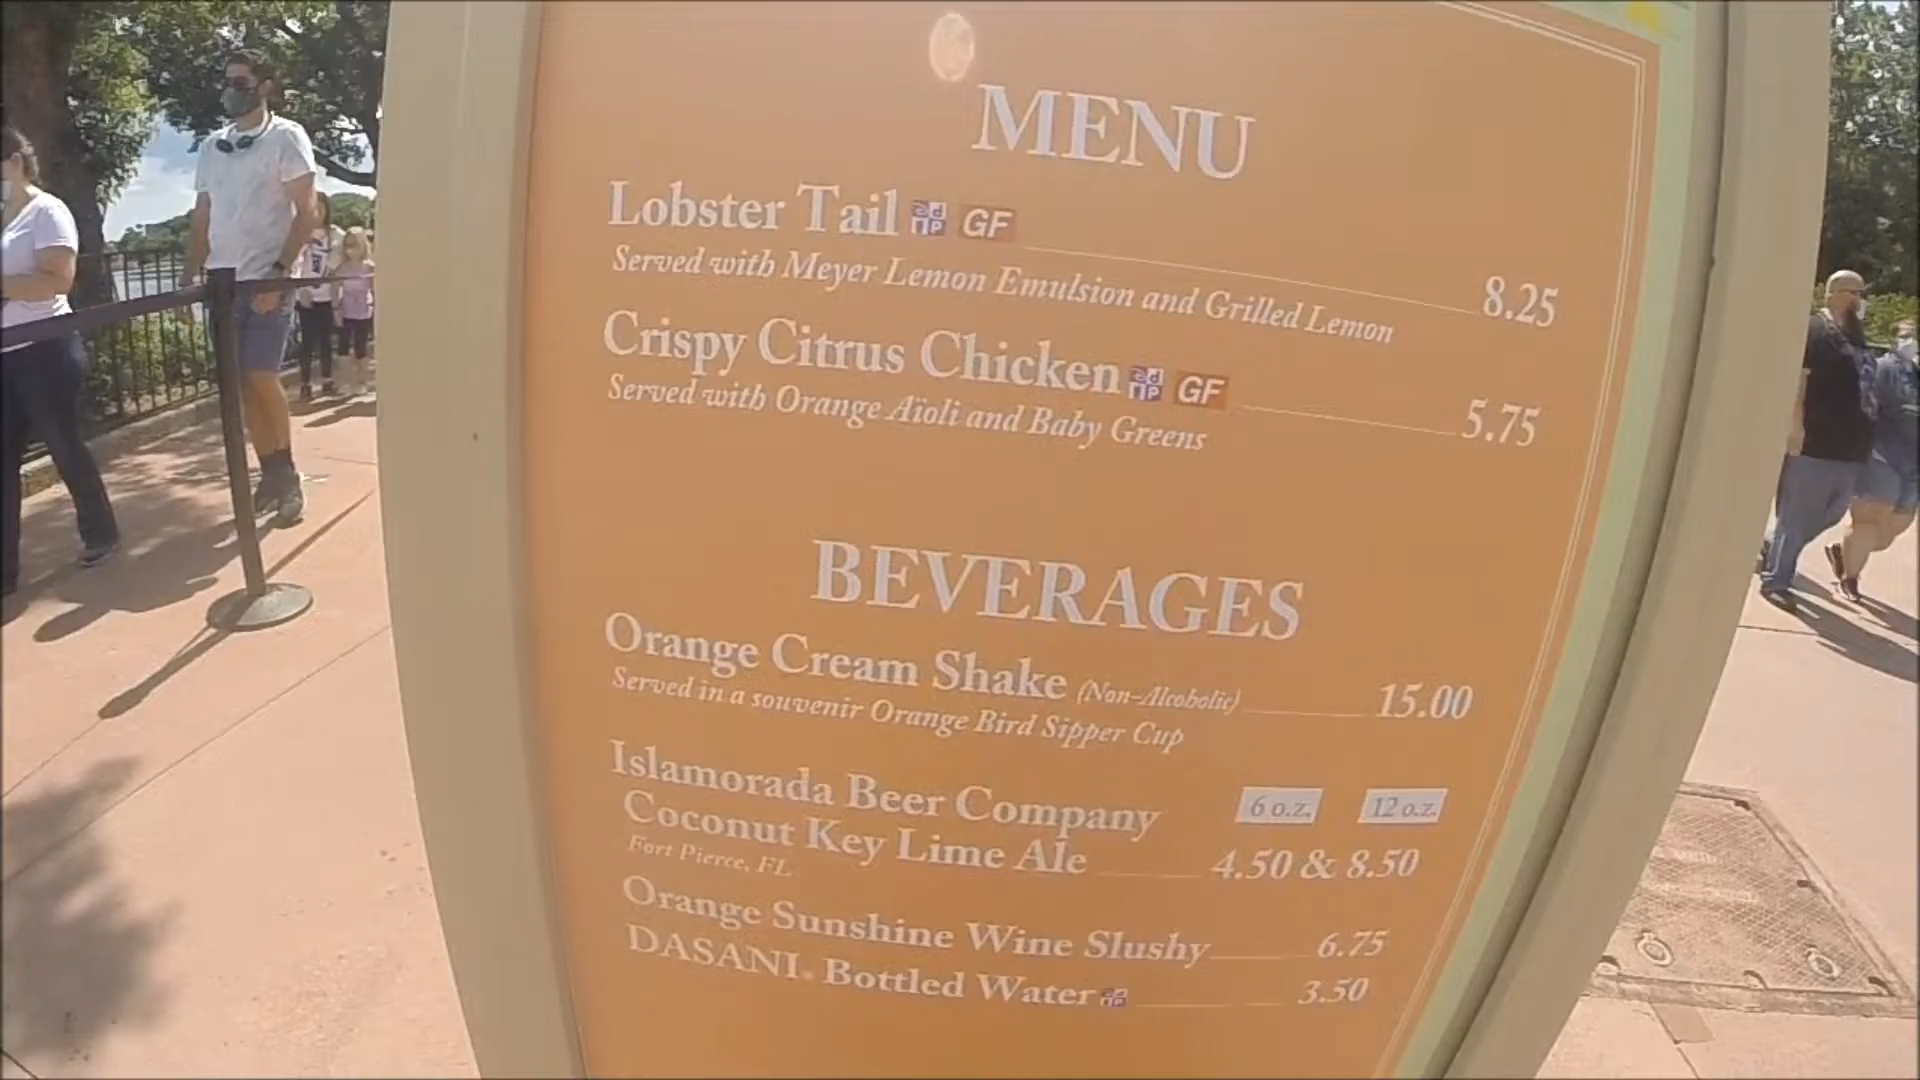 MENU
Lobster Tail GF 8.25
Served with Meyer Lemon Emulsion and Grilled Lemon
Crispy Citrus Chicken GF 5.75
Served with Orange Aïoli and Baby Greens
BEVERAGES
Orange Cream Shake (Non-Alcoholic) 15.00
Served in a souvenir Orange Bird Sipper Cup
Islamorada Beer Company 6 o.z. 12 o.z.
Coconut Key Lime Ale 4.50 & 8.50
Fort Pierce, FL
Orange Sunshine Wine Slushy 6.75
DASANI® Bottled Water 3.50